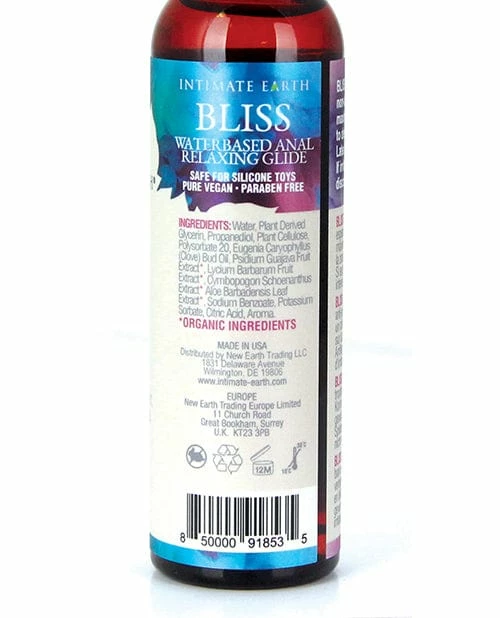 INTIMATE EARTH
BLISS
WATERBASED ANAL
RELAXING GLIDE
SAFE FOR SILICONE TOYS
PURE VEGAN • PARABEN FREE
INGREDIENTS: Water, Plant Derived
Glycerin, Propanediol, Plant Cellulose,
Polysorbate 20, Eugenia Caryophyllus
(Clove) Bud Oil, Psidium Guajava Fruit
Extract*, Lycium Barbarum Fruit
Extract*, Cymbopogon Schoenanthus
Extract*, Aloe Barbadensis Leaf
Extract*, Sodium Benzoate, Potassium
Sorbate, Citric Acid, Aroma.
*ORGANIC INGREDIENTS
MADE IN USA
Distributed by New Earth Trading LLC
1831 Delaware Avenue
Wilmington, DE 19806
www.intimate-earth.com
EUROPE
New Earth Trading Europe Limited
11 Church Road
Great Bookham, Surrey
U.K. KT23 3PB
12M
8 50000 91853 5